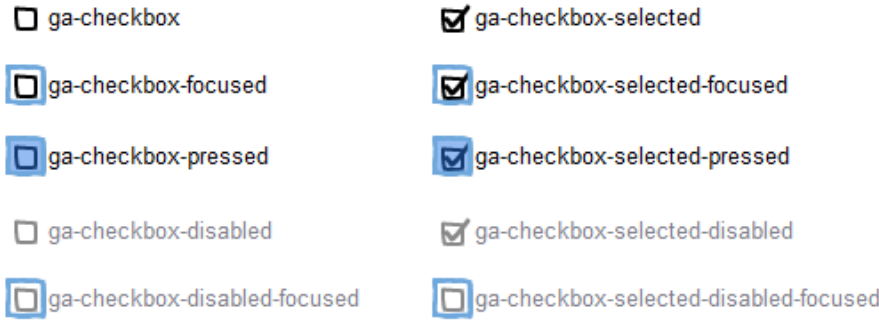 ga-checkbox
ga-checkbox-selected
ga-checkbox-focused
ga-checkbox-selected-focused
ga-checkbox-pressed
ga-checkbox-selected-pressed
ga-checkbox-disabled
ga-checkbox-selected-disabled
ga-checkbox-disabled-focused
ga-checkbox-selected-disabled-focused